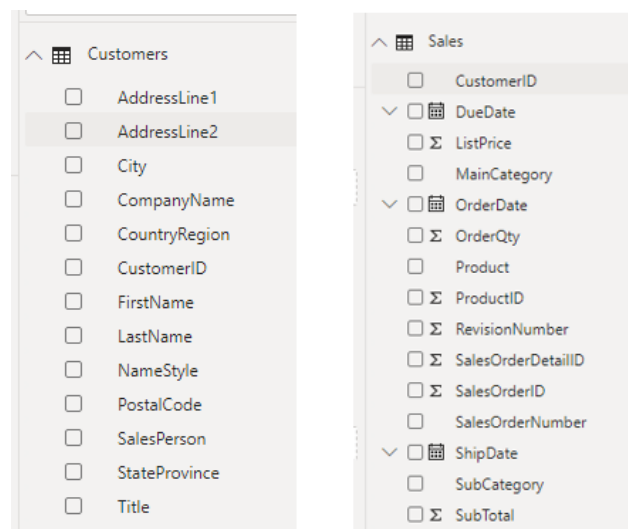 Customers
AddressLine1
AddressLine2
City
CompanyName
CountryRegion
CustomerID
FirstName
LastName
NameStyle
PostalCode
SalesPerson
StateProvince
Title
Sales
CustomerID
DueDate
Σ ListPrice
MainCategory
OrderDate
Σ OrderQty
Product
Σ ProductID
Σ RevisionNumber
Σ SalesOrderDetailID
Σ SalesOrderID
SalesOrderNumber
ShipDate
SubCategory
Σ SubTotal